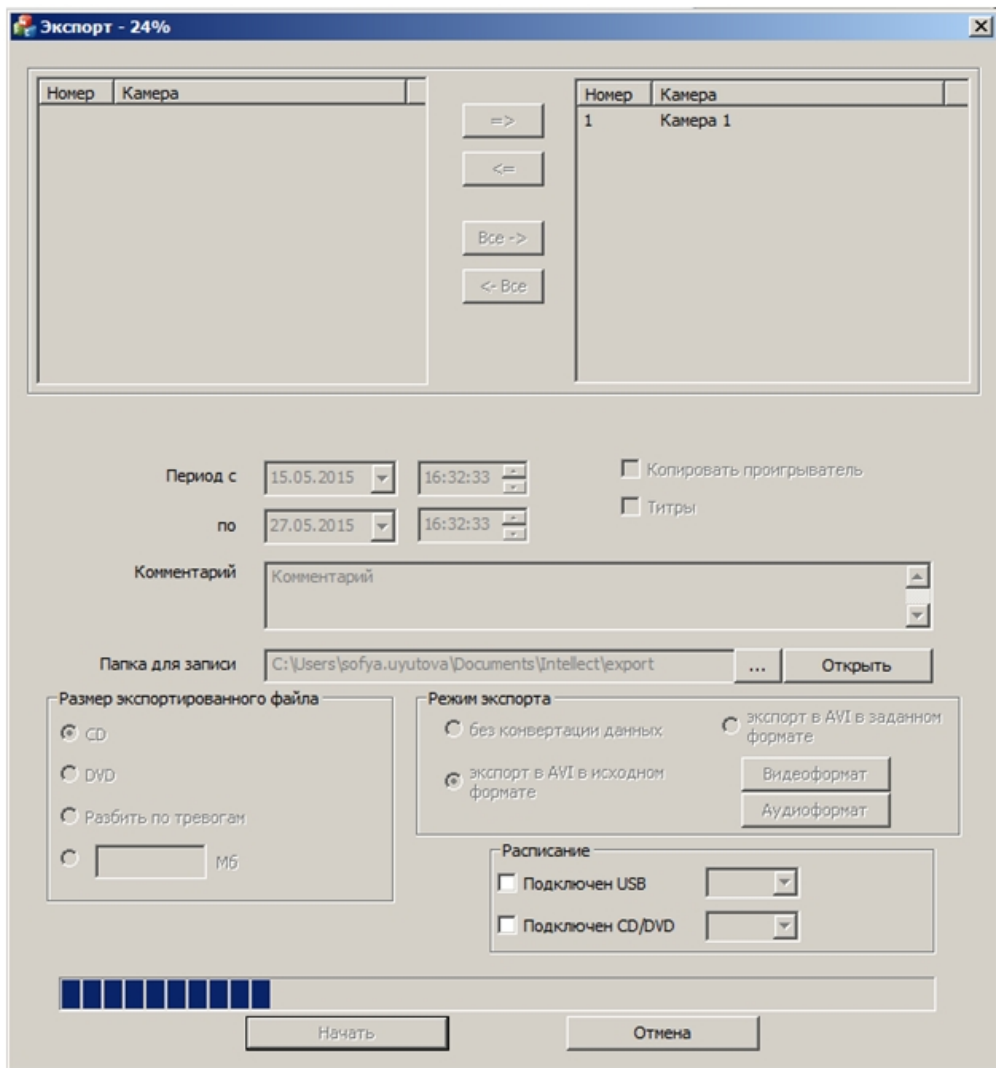 Экспорт - 24%
Номер Камера
=>
<=
Все ->
<- Все
Номер Камера
1 Камера 1
Период с 15.05.2015 16:32:33
Копировать проигрыватель
по 27.05.2015 16:32:33
Титры
Комментарий Комментарий
Папка для записи C:\Users\sofya.uyutova\Documents\Intellect\export ... Открыть
Размер экспортированного файла
CD
DVD
Разбить по тревогам
Мб
Режим экспорта
без конвертации данных
экспорт в AVI в исходном
формате
экспорт в AVI в заданном
формате
Видеоформат
Аудиоформат
Расписание
Подключен USB
Подключен CD/DVD
Начать Отмена